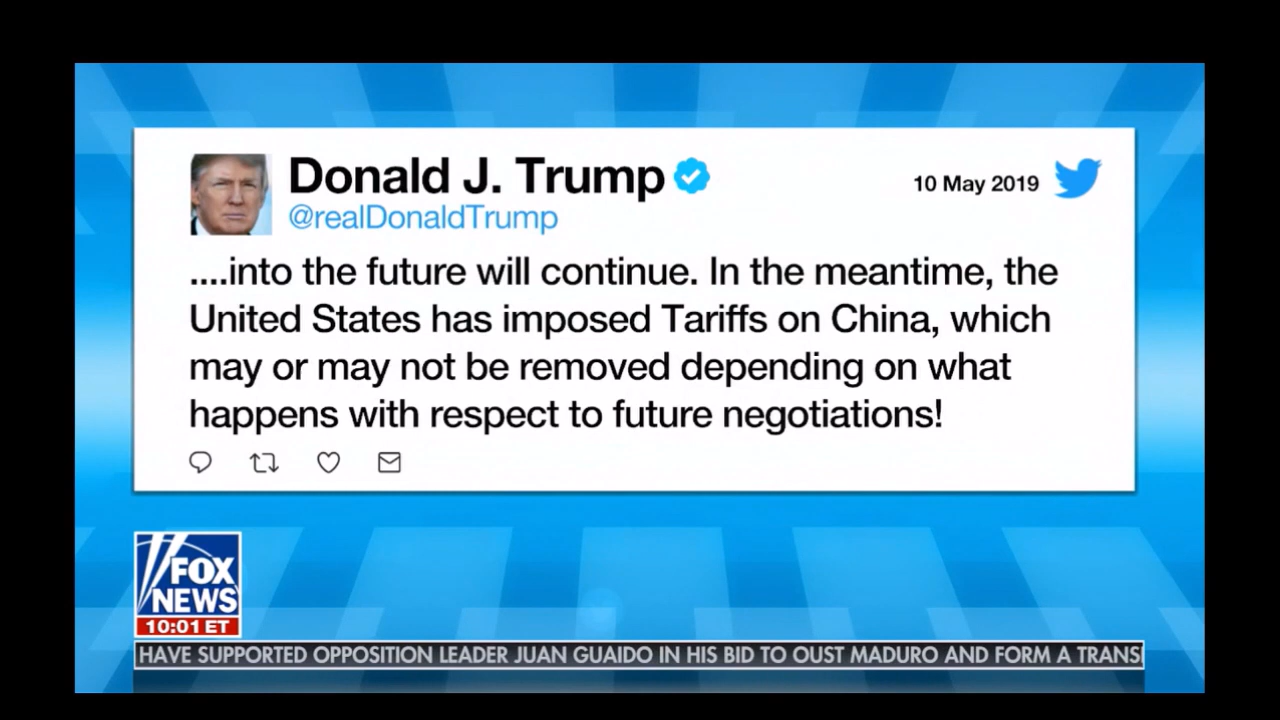 Donald J. Trump
10 May 2019
@realDonaldTrump
....into the future will continue. In the meantime, the
United States has imposed Tariffs on China, which
may or may not be removed depending on what
happens with respect to future negotiations!
FOX
NEWS
10:01 ET
HAVE SUPPORTED OPPOSITION LEADER JUAN GUAIDO IN HIS BID TO OUST MADURO AND FORM A TRANS